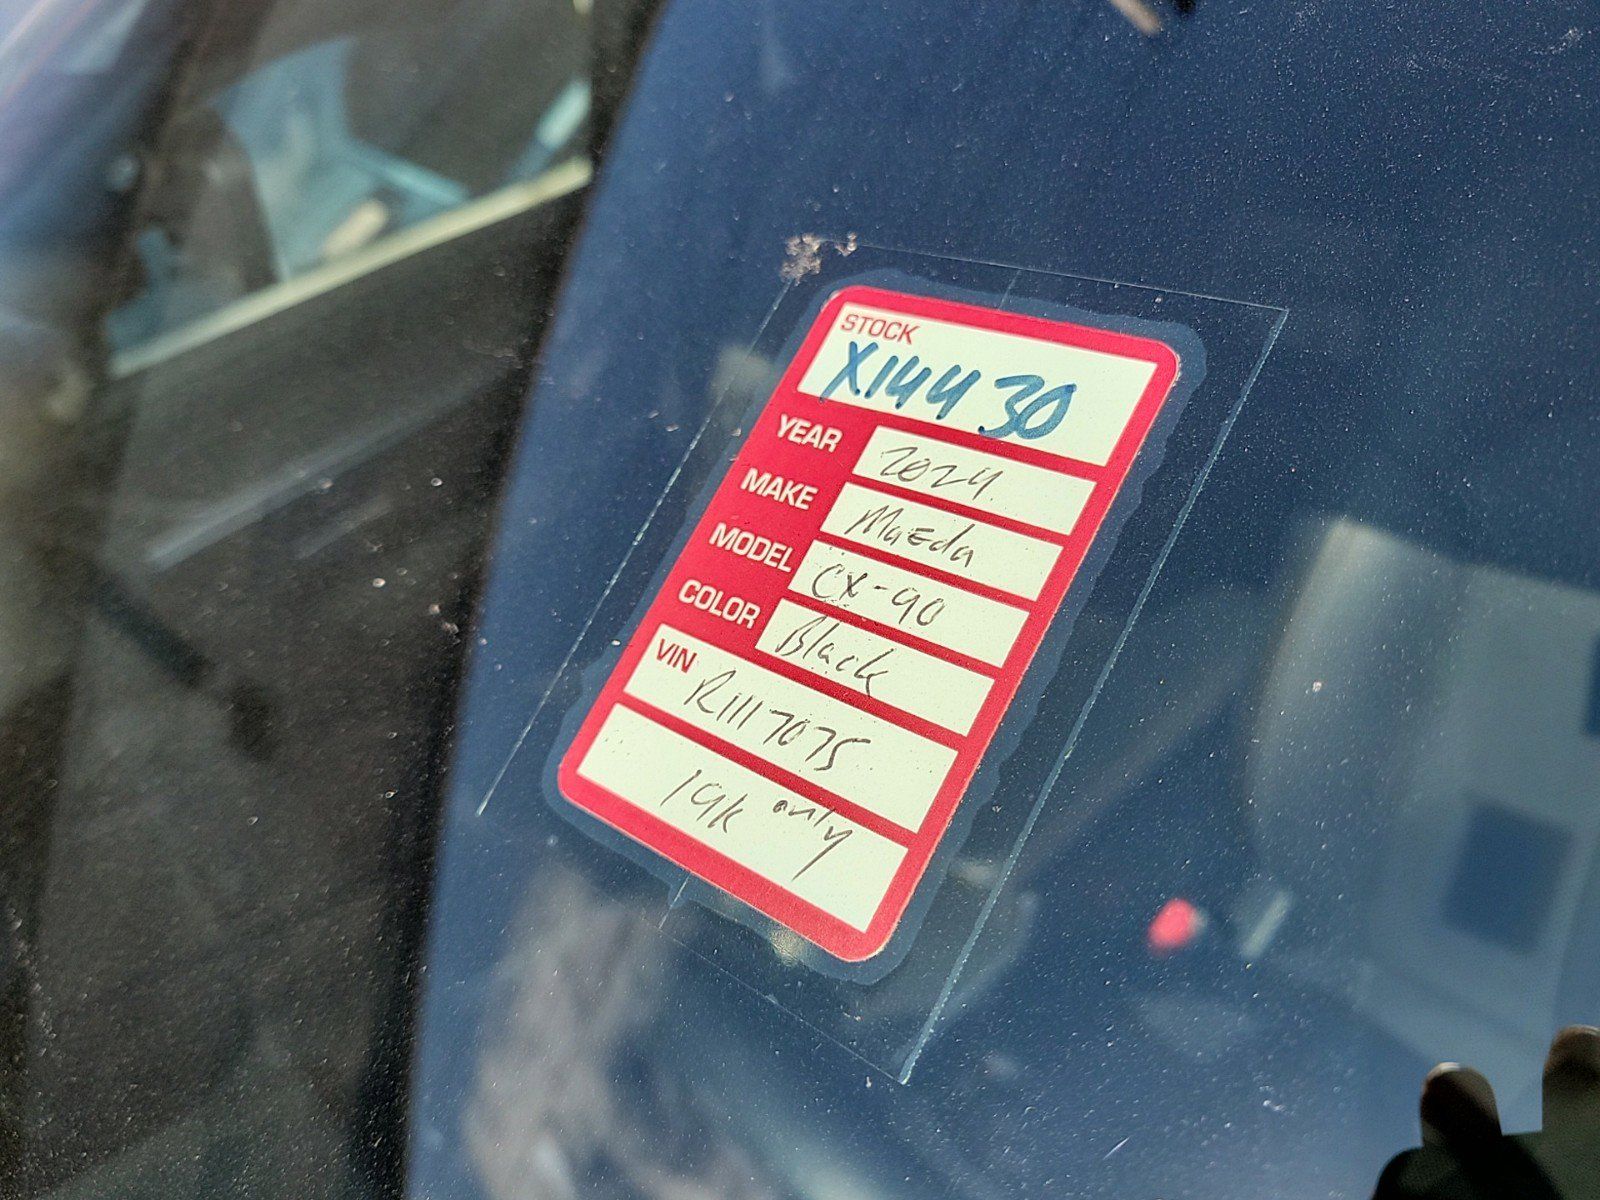 STOCK
X14430
YEAR 2024
MAKE Mazda
MODEL CX-90
COLOR Black
VIN R1117075
19k only